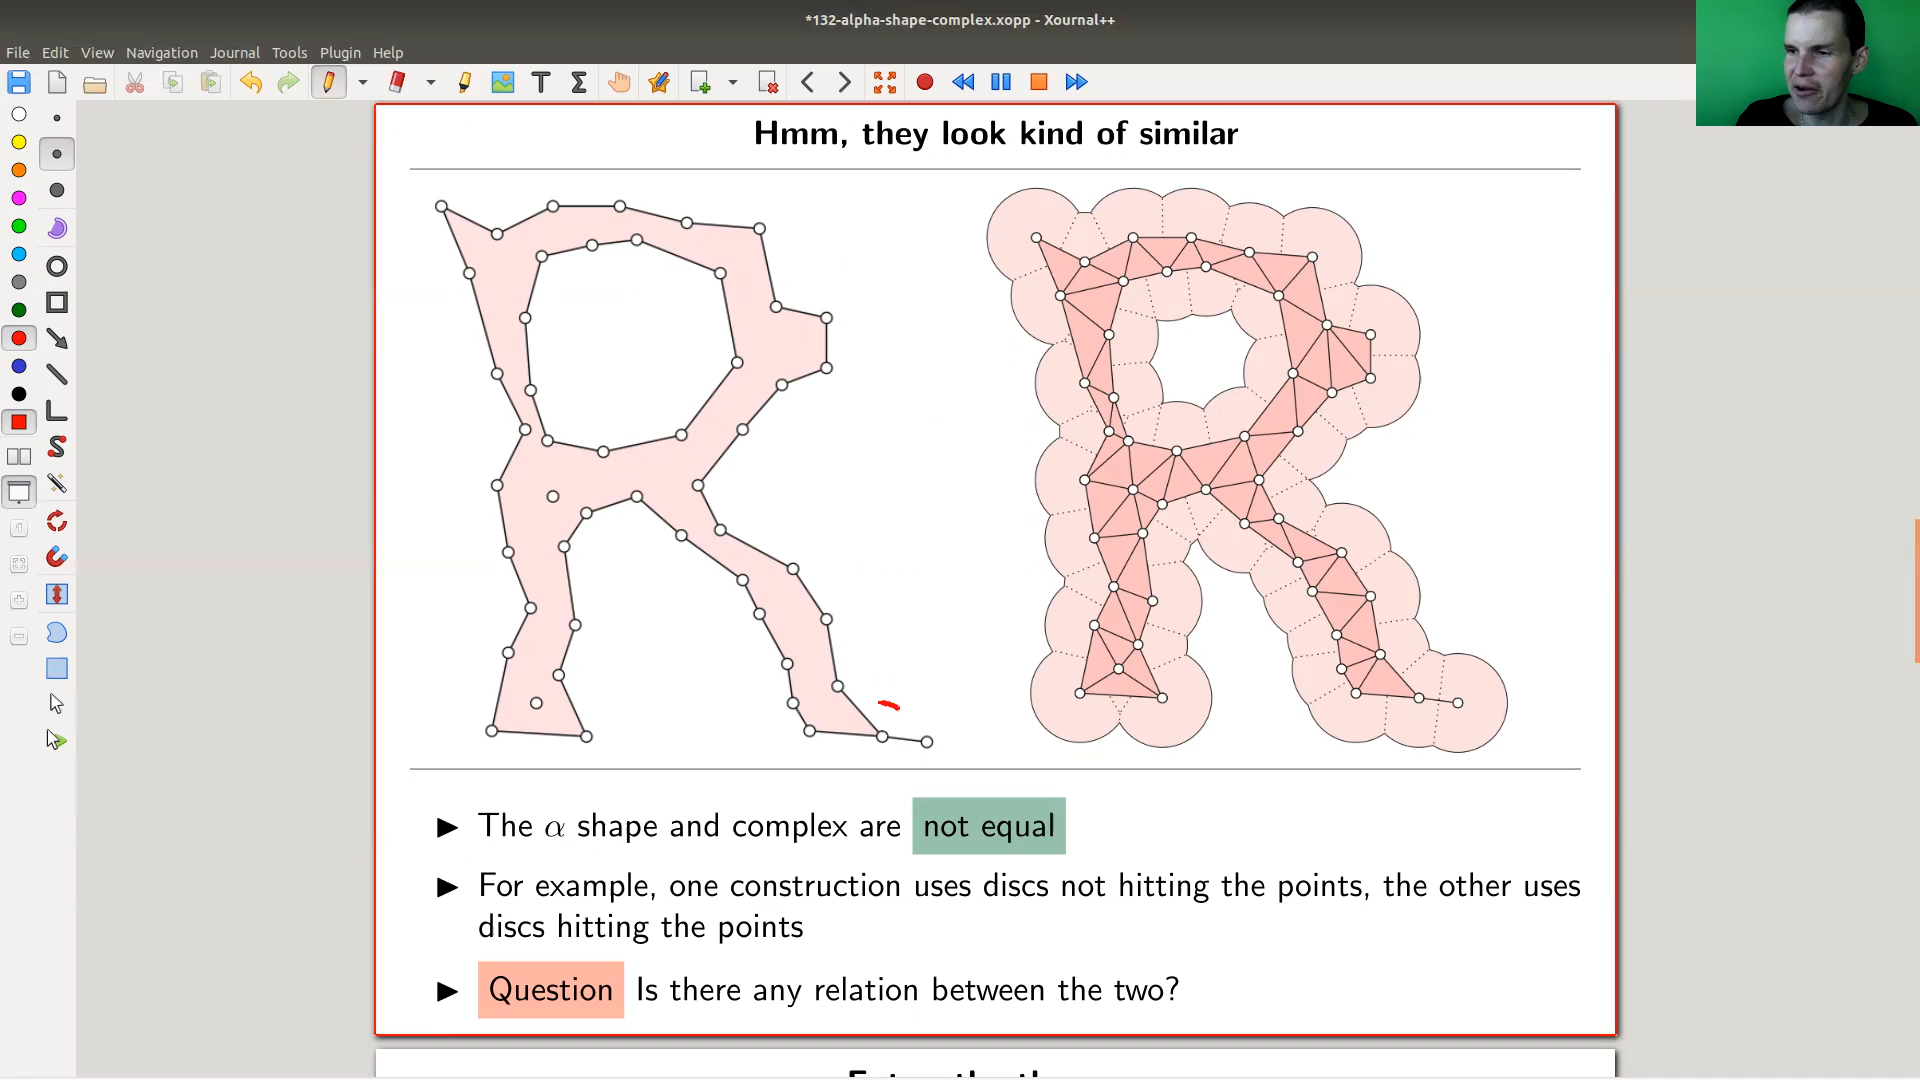 *132-alpha-shape-complex.xopp - Xournal++
File Edit View Navigation Journal Tools Plugin Help
Hmm, they look kind of similar
▶ The α shape and complex are not equal
▶ For example, one construction uses discs not hitting the points, the other uses
discs hitting the points
▶ Question Is there any relation between the two?